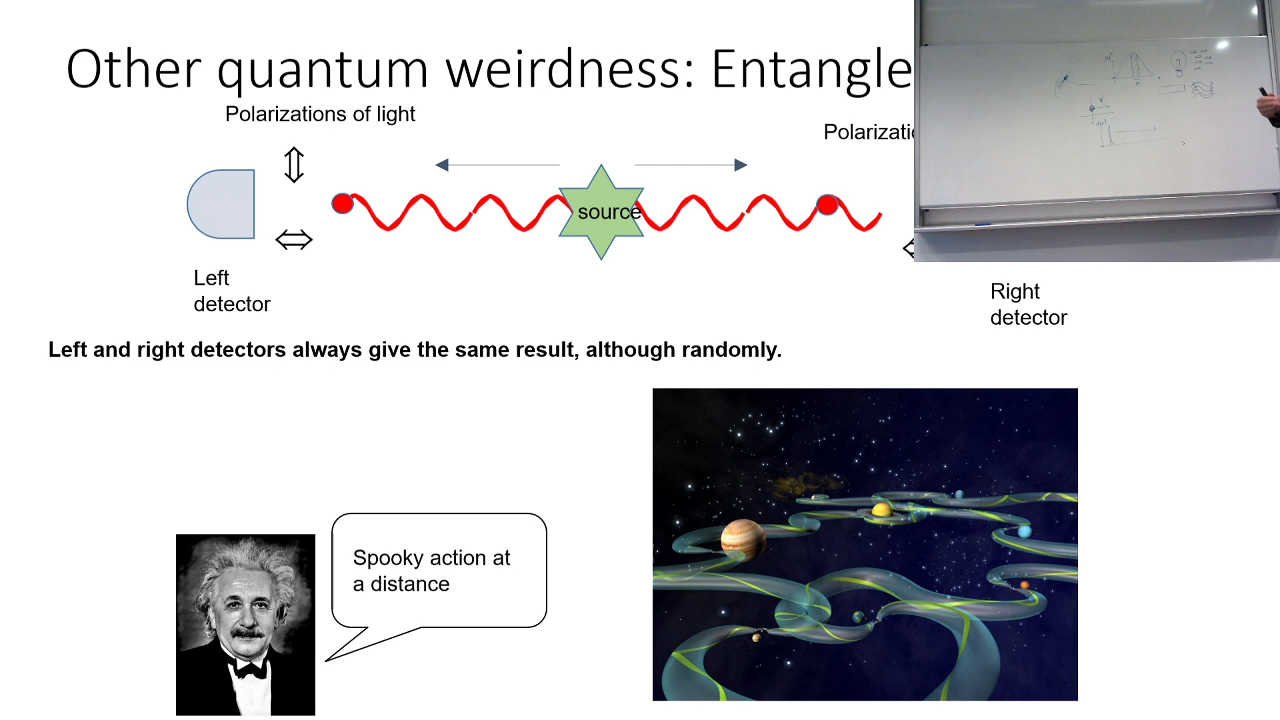 Other quantum weirdness: Entangle
Polarizations of light
Polarizatio
source
Left
detector
Right
detector
Left and right detectors always give the same result, although randomly.
Spooky action at
a distance